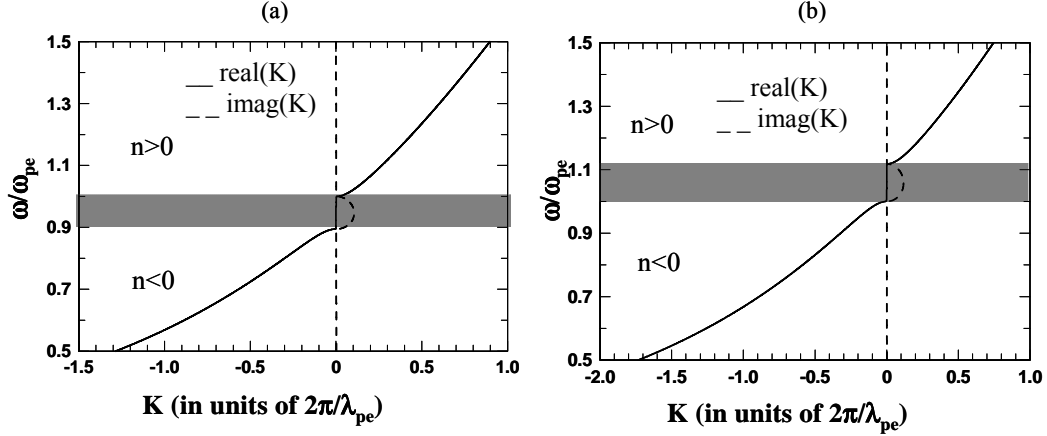 (a)
1.5
1.3
1.1
0.9
0.7
0.5
ω/ω_pe
__ real(K)
_ _ imag(K)
n>0
n<0
-1.5 -1.0 -0.5 0 0.5 1.0
K (in units of 2π/λ_pe)
(b)
1.5
1.3
1.1
0.9
0.7
0.5
ω/ω_pe
__ real(K)
_ _ imag(K)
n>0
n<0
-2.0 -1.5 -1.0 -0.5 0 0.5 1.0
K (in units of 2π/λ_pe)